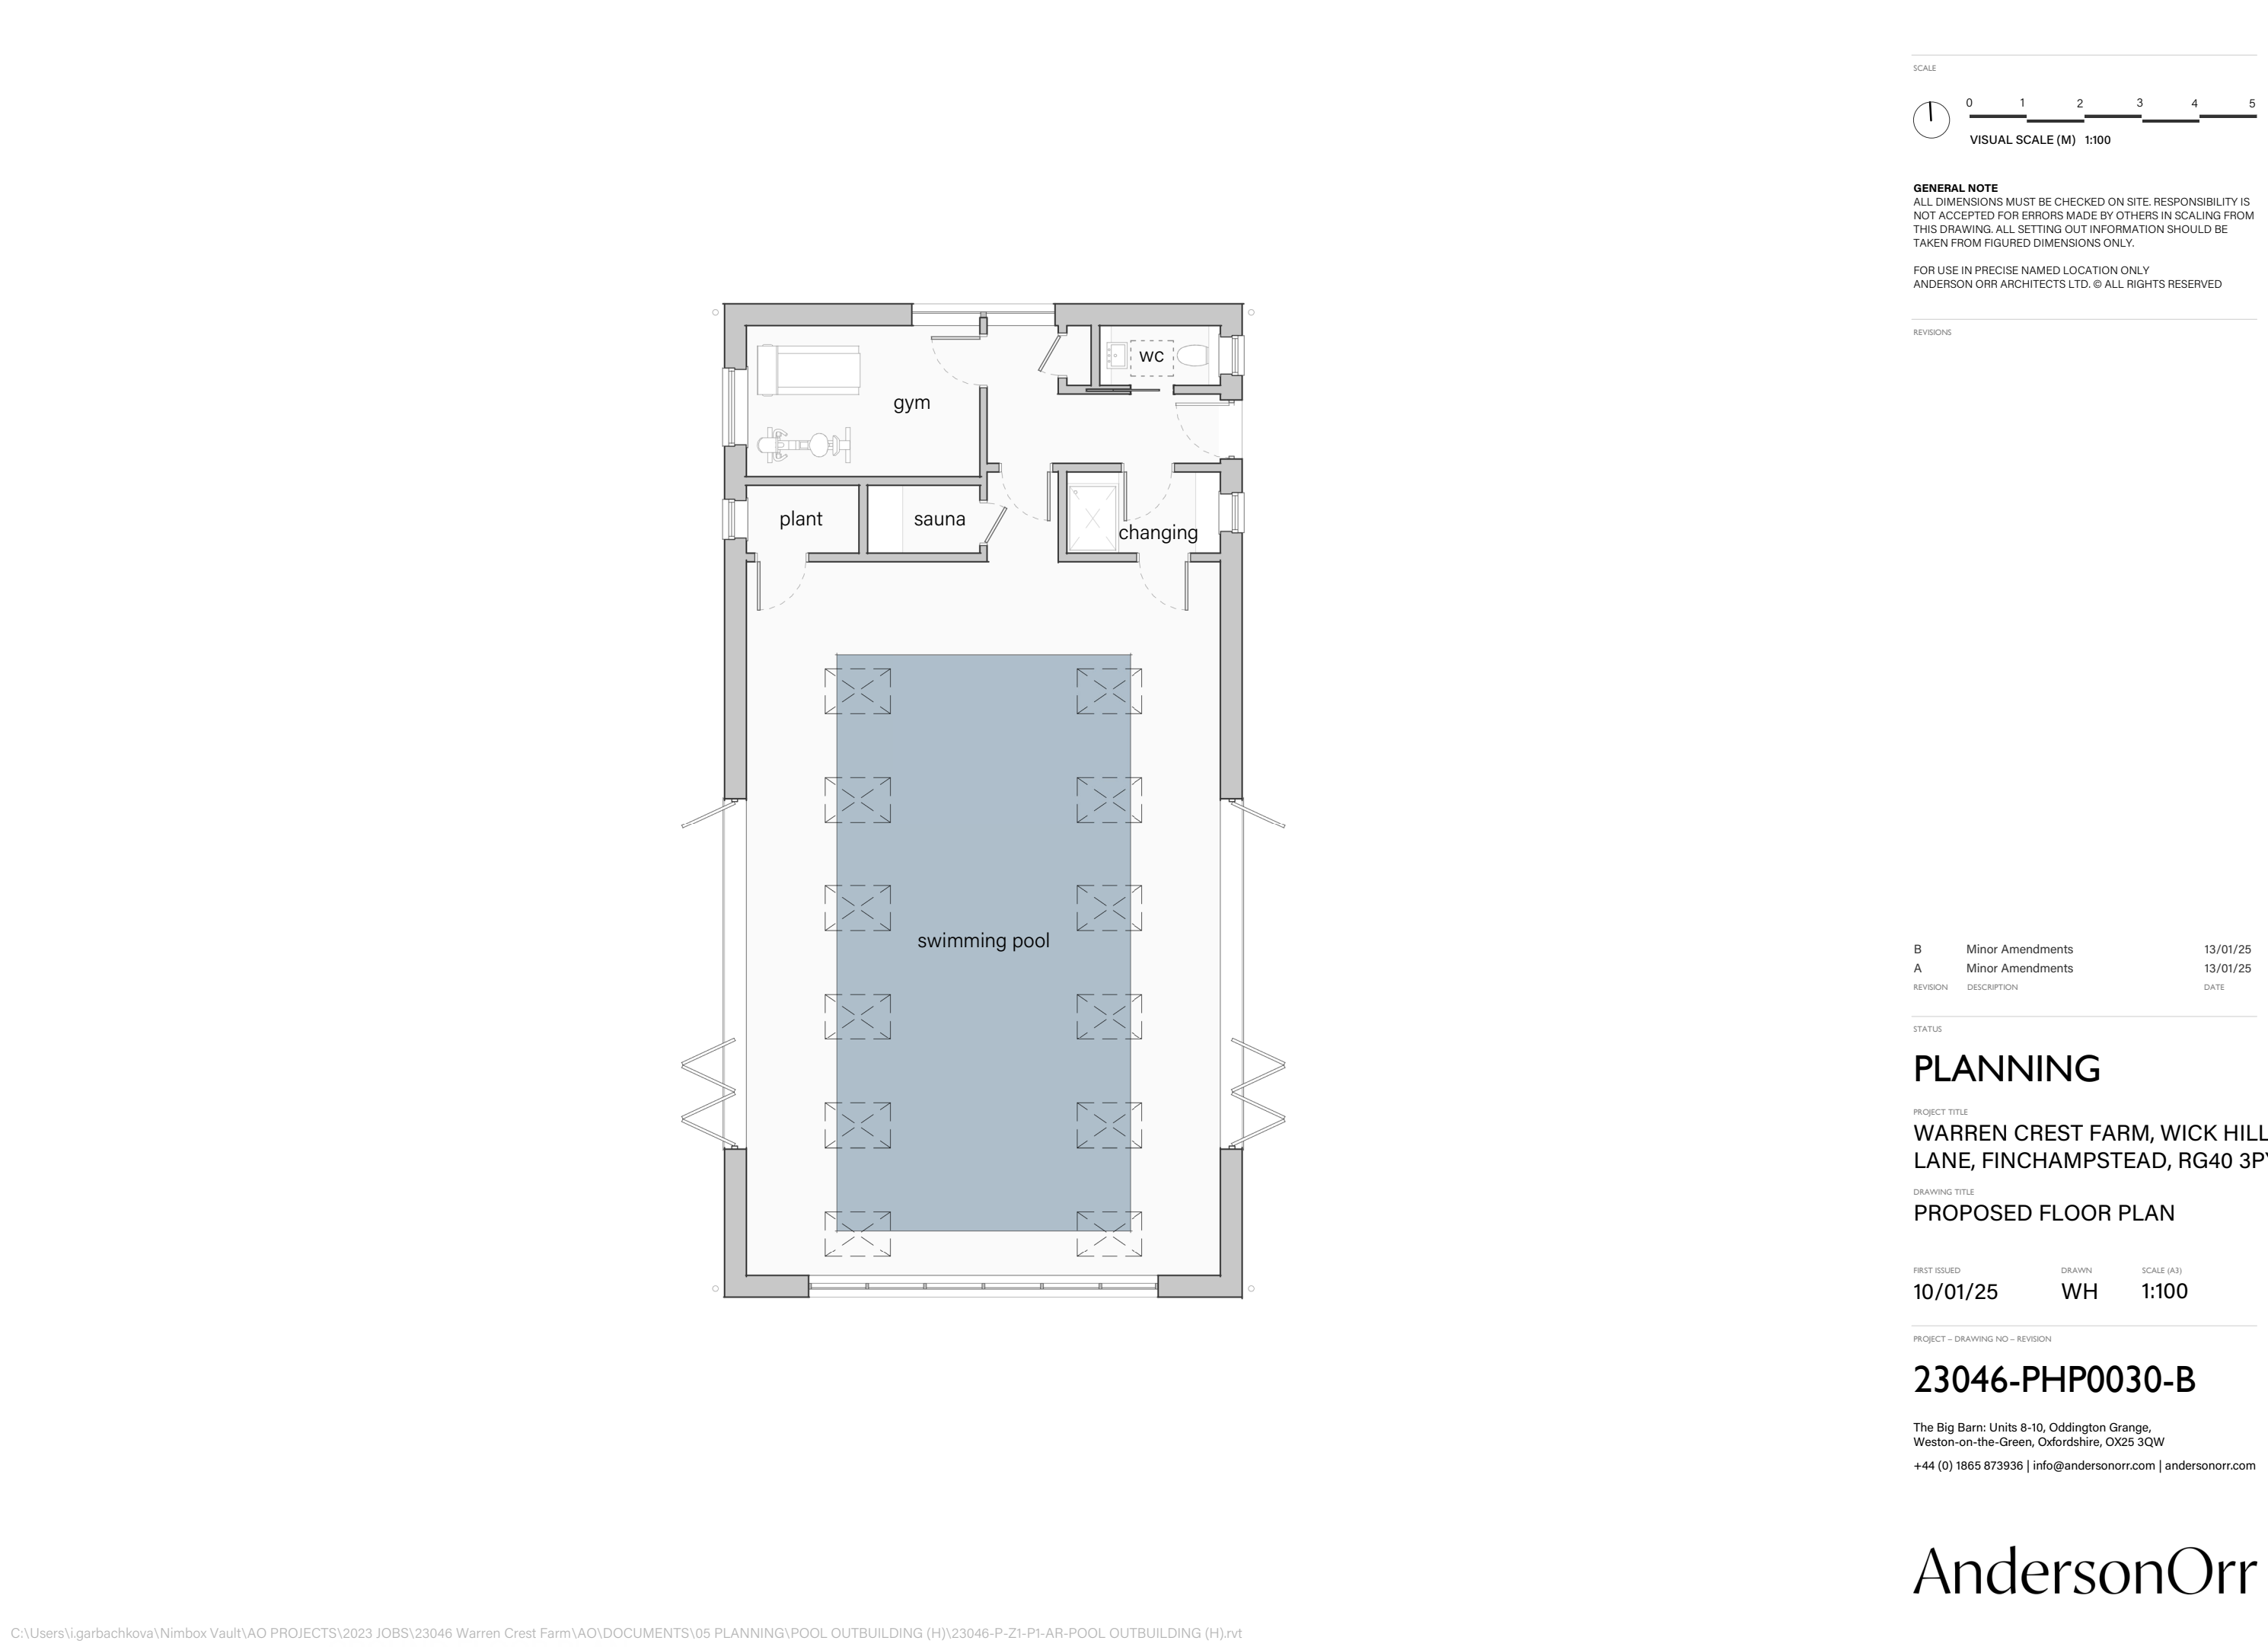 gym
wc
plant
sauna
changing
swimming pool
SCALE
0 1 2 3 4 5
VISUAL SCALE (M) 1:100
GENERAL NOTE
ALL DIMENSIONS MUST BE CHECKED ON SITE. RESPONSIBILITY IS
NOT ACCEPTED FOR ERRORS MADE BY OTHERS IN SCALING FROM
THIS DRAWING. ALL SETTING OUT INFORMATION SHOULD BE
TAKEN FROM FIGURED DIMENSIONS ONLY.
FOR USE IN PRECISE NAMED LOCATION ONLY
ANDERSON ORR ARCHITECTS LTD. © ALL RIGHTS RESERVED
REVISIONS
B Minor Amendments 13/01/25
A Minor Amendments 13/01/25
REVISION DESCRIPTION DATE
STATUS
PLANNING
PROJECT TITLE
WARREN CREST FARM, WICK HILL
LANE, FINCHAMPSTEAD, RG40 3PY
DRAWING TITLE
PROPOSED FLOOR PLAN
FIRST ISSUED DRAWN SCALE (A3)
10/01/25 WH 1:100
PROJECT – DRAWING NO – REVISION
23046-PHP0030-B
The Big Barn: Units 8-10, Oddington Grange,
Weston-on-the-Green, Oxfordshire, OX25 3QW
+44 (0) 1865 873936 | info@andersonorr.com | andersonorr.com
AndersonOrr
C:\Users\i.garbachkova\Nimbox Vault\AO PROJECTS\2023 JOBS\23046 Warren Crest Farm\AO\DOCUMENTS\05 PLANNING\POOL OUTBUILDING (H)\23046-P-Z1-P1-AR-POOL OUTBUILDING (H).rvt